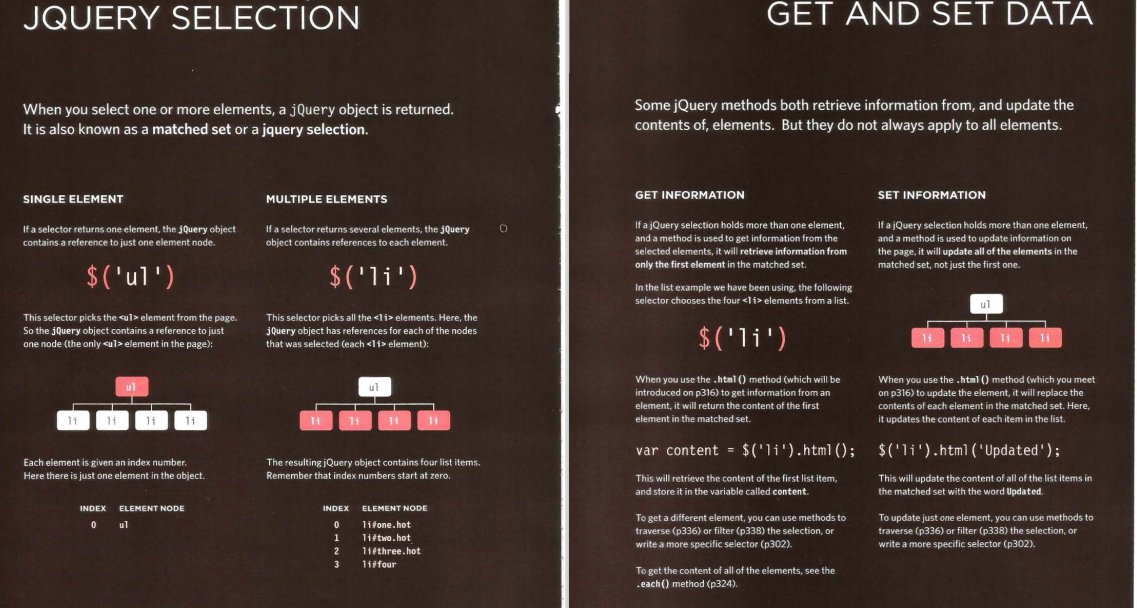 JQUERY SELECTION
When you select one or more elements, a jQuery object is returned.
It is also known as a matched set or a jquery selection.
SINGLE ELEMENT
If a selector returns one element, the jQuery object
contains a reference to just one element node.
$('ul')
This selector picks the <ul> element from the page.
So the jQuery object contains a reference to just
one node (the only <ul> element in the page):
ul
li li li li
Each element is given an index number.
Here there is just one element in the object.
INDEX ELEMENT NODE
0 ul
MULTIPLE ELEMENTS
If a selector returns several elements, the jQuery
object contains references to each element.
$('li')
This selector picks all the <li> elements. Here, the
jQuery object has references for each of the nodes
that was selected (each <li> element):
ul
li li li li
The resulting jQuery object contains four list items.
Remember that index numbers start at zero.
INDEX ELEMENT NODE
0 li#one.hot
1 li#two.hot
2 li#three.hot
3 li#four
GET AND SET DATA
Some jQuery methods both retrieve information from, and update the
contents of, elements. But they do not always apply to all elements.
GET INFORMATION
If a jQuery selection holds more than one element,
and a method is used to get information from the
selected elements, it will retrieve information from
only the first element in the matched set.
In the list example we have been using, the following
selector chooses the four <li> elements from a list.
$('li')
When you use the .html() method (which will be
introduced on p316) to get information from an
element, it will return the content of the first
element in the matched set.
var content = $('li').html();
This will retrieve the content of the first list item,
and store it in the variable called content.
To get a different element, you can use methods to
traverse (p336) or filter (p338) the selection, or
write a more specific selector (p302).
To get the content of all of the elements, see the
.each() method (p324).
SET INFORMATION
If a jQuery selection holds more than one element,
and a method is used to update information on
the page, it will update all of the elements in the
matched set, not just the first one.
ul
li li li li
When you use the .html() method (which you meet
on p316) to update the element, it will replace the
contents of each element in the matched set. Here,
it updates the content of each item in the list.
$('li').html('Updated');
This will update the content of all of the list items in
the matched set with the word Updated.
To update just one element, you can use methods to
traverse (p336) or filter (p338) the selection, or
write a more specific selector (p302).